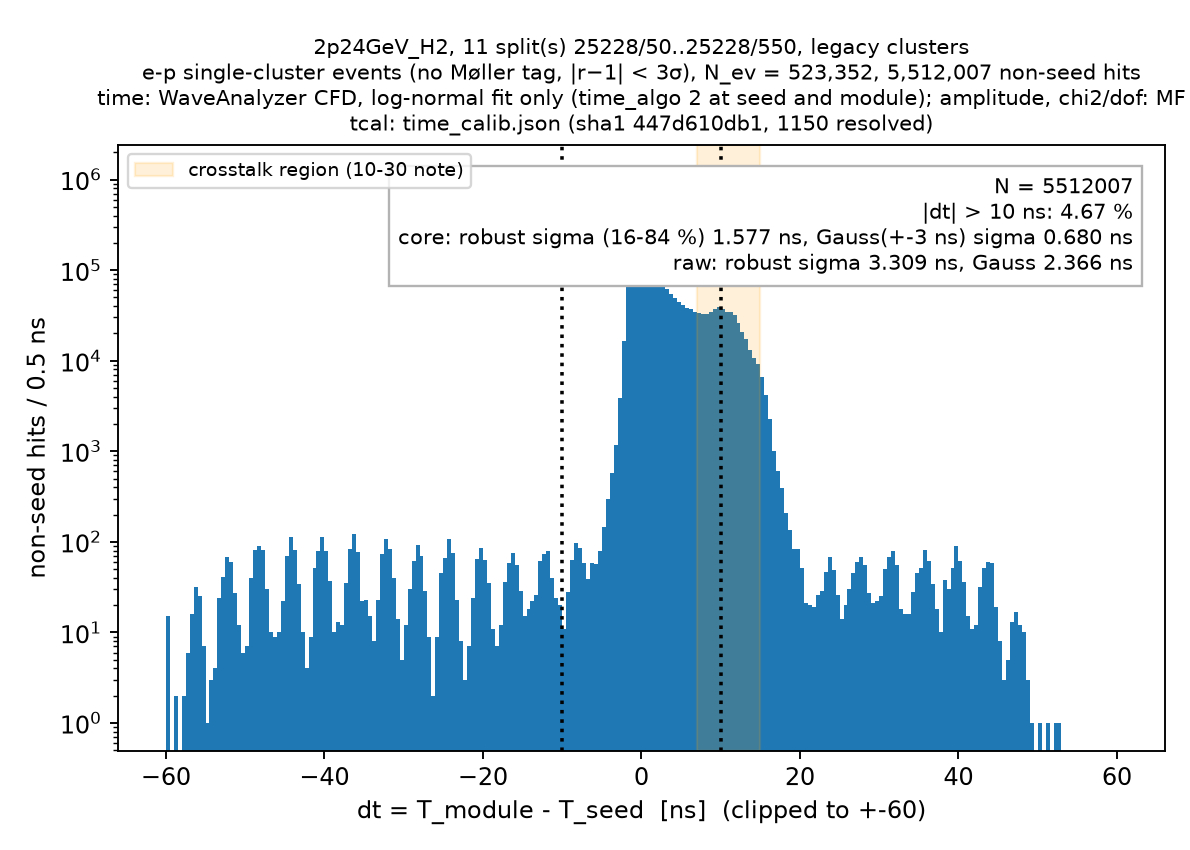 2p24GeV_H2, 11 split(s) 25228/50..25228/550, legacy clusters
e-p single-cluster events (no Møller tag, |r−1| < 3σ), N_ev = 523,352, 5,512,007 non-seed hits
time: WaveAnalyzer CFD, log-normal fit only (time_algo 2 at seed and module); amplitude, chi2/dof: MF
tcal: time_calib.json (sha1 447d610db1, 1150 resolved)
crosstalk region (10-30 note)
N = 5512007
|dt| > 10 ns: 4.67 %
core: robust sigma (16-84 %) 1.577 ns, Gauss(+-3 ns) sigma 0.680 ns
raw: robust sigma 3.309 ns, Gauss 2.366 ns
non-seed hits / 0.5 ns
10⁶
10⁵
10⁴
10³
10²
10¹
10⁰
−60 −40 −20 0 20 40 60
dt = T_module - T_seed [ns] (clipped to +-60)